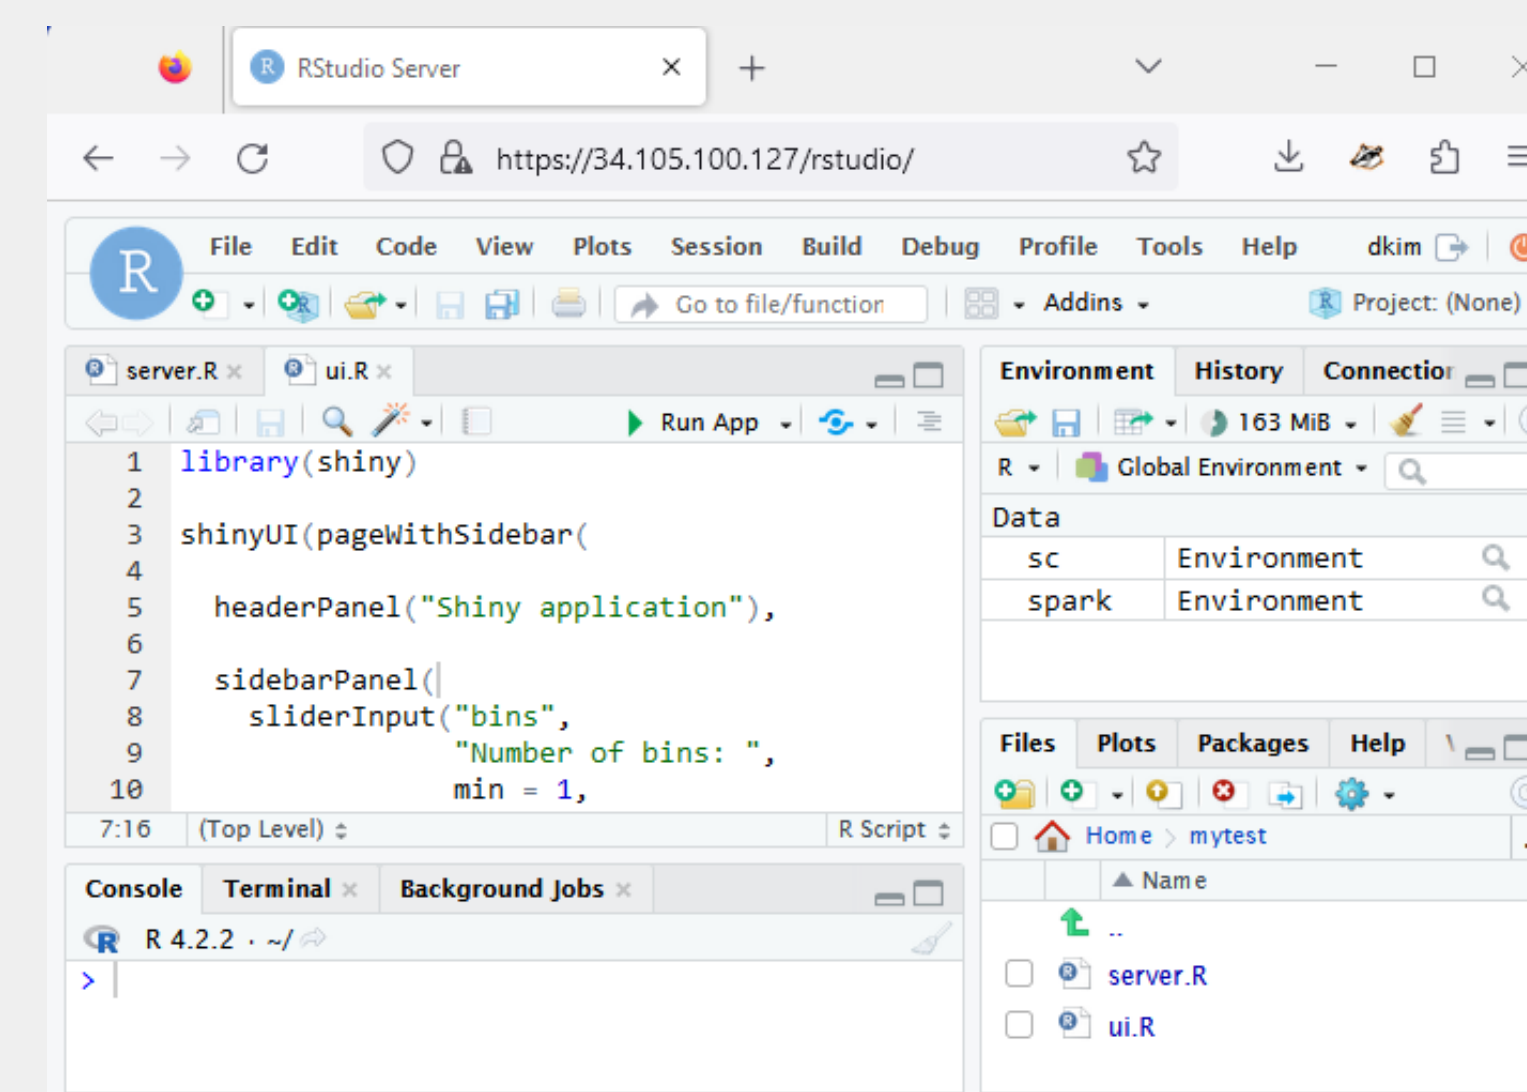 RStudio Server
https://34.105.100.127/rstudio/
R File Edit Code View Plots Session Build Debug Profile Tools Help dkim
Go to file/function Addins Project: (None)
server.R ui.R
Run App
1 library(shiny)
2
3 shinyUI(pageWithSidebar(
4
5 headerPanel("Shiny application"),
6
7 sidebarPanel(
8 sliderInput("bins",
9 "Number of bins: ",
10 min = 1,
7:16 (Top Level) R Script
Console Terminal Background Jobs
R 4.2.2 · ~/
>
Environment History Connection
163 MiB
R Global Environment
Data
sc Environment
spark Environment
Files Plots Packages Help
Home mytest
Name
..
server.R
ui.R